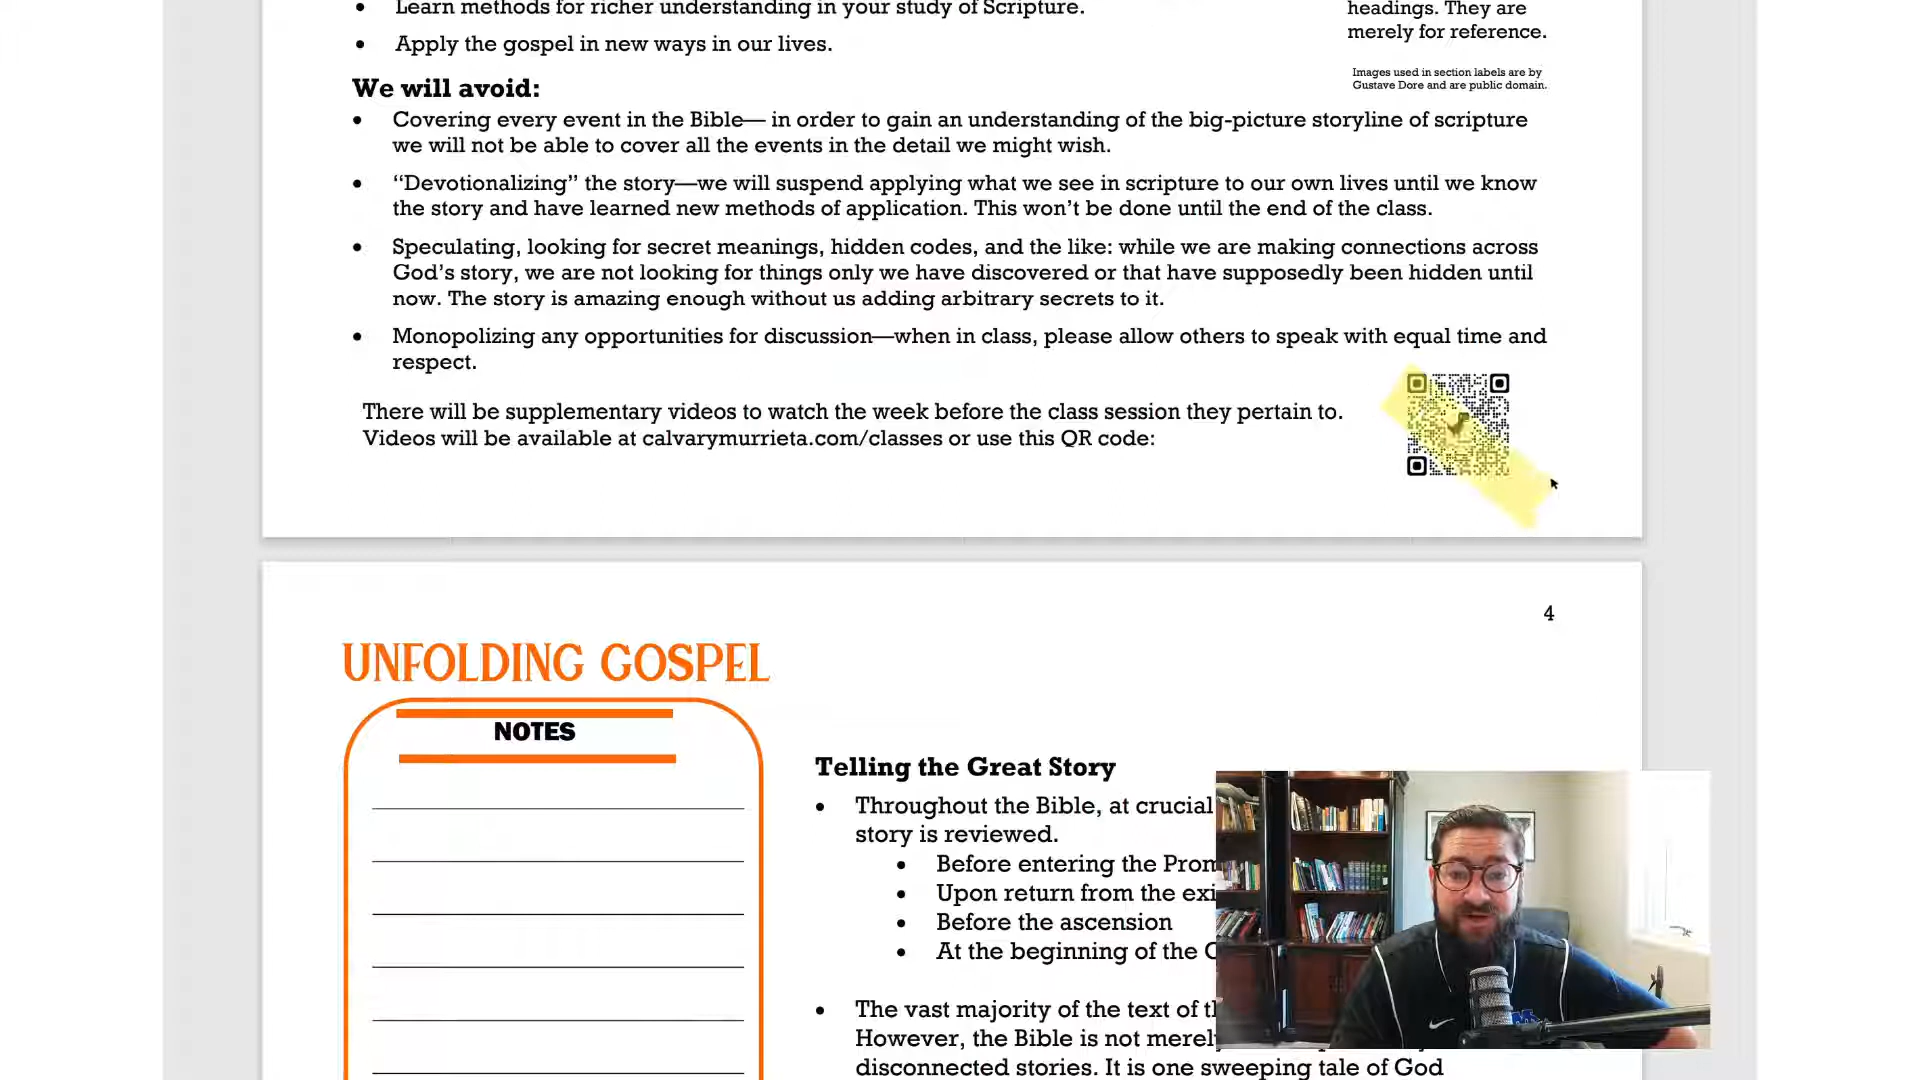 Learn methods for richer understanding in your study of Scripture.
Apply the gospel in new ways in our lives.
headings. They are
merely for reference.
Images used in section labels are by
Gustave Dore and are public domain.
We will avoid:
Covering every event in the Bible— in order to gain an understanding of the big-picture storyline of scripture
we will not be able to cover all the events in the detail we might wish.
“Devotionalizing” the story—we will suspend applying what we see in scripture to our own lives until we know
the story and have learned new methods of application. This won’t be done until the end of the class.
Speculating, looking for secret meanings, hidden codes, and the like: while we are making connections across
God’s story, we are not looking for things only we have discovered or that have supposedly been hidden until
now. The story is amazing enough without us adding arbitrary secrets to it.
Monopolizing any opportunities for discussion—when in class, please allow others to speak with equal time and
respect.
There will be supplementary videos to watch the week before the class session they pertain to.
Videos will be available at calvarymurrieta.com/classes or use this QR code:
4
UNFOLDING GOSPEL
NOTES
Telling the Great Story
Throughout the Bible, at crucial
story is reviewed.
Before entering the
Upon return from the
Before the ascension
At the beginning of the
The vast majority of the text of
However, the Bible is not
disconnected stories. It is one sweeping tale of God